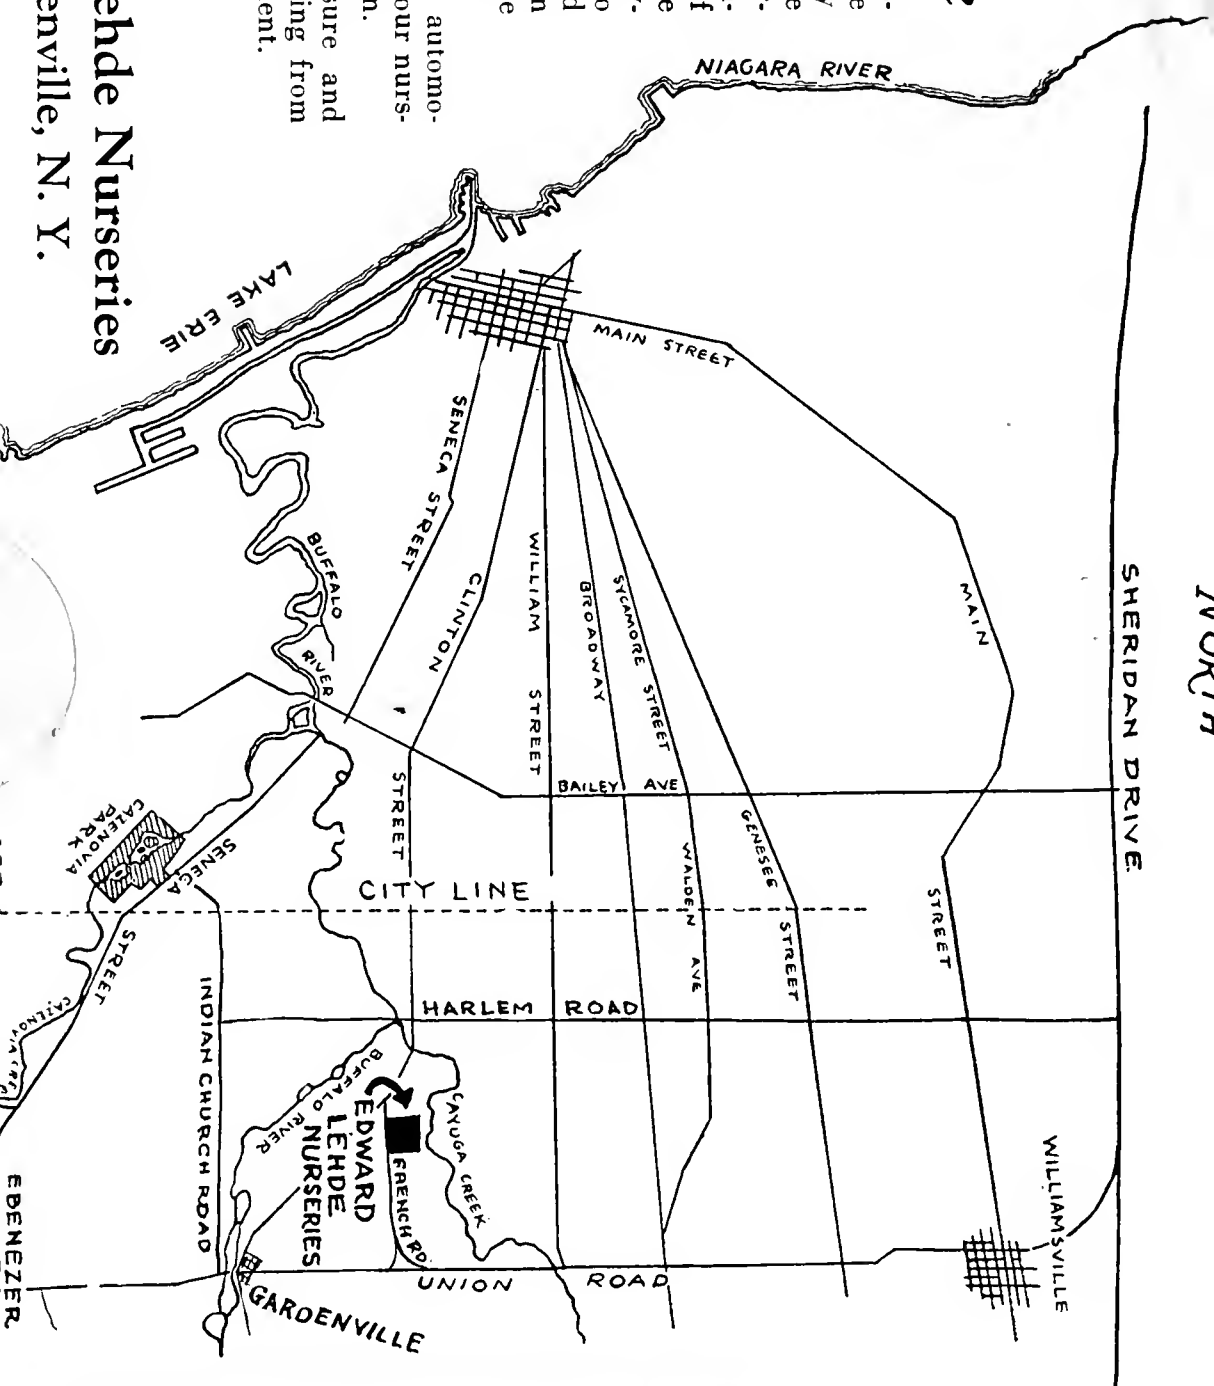 automo-
our nurs-
sure and
ing from
ent.
ehde Nurseries
enville, N. Y.
NORTH
NIAGARA RIVER
LAKE ERIE
MAIN STREET
SENECA STREET
CLINTON
STREET
WILLIAM
STREET
BROADWAY
SYCAMORE STREET
MAIN
STREET
SHERIDAN DRIVE
BUFFALO
RIVER
BAILEY AVE
GENESEE
STREET
WALDEN
AVE
CAZENOVIA
PARK
SENECA
STREET
CITY LINE
HARLEM ROAD
INDIAN CHURCH ROAD
BUFFALO RIVER
EDWARD
LEHDE
NURSERIES
FRENCH RD.
CAYUGA CREEK
WILLIAMSVILLE
UNION ROAD
GARDENVILLE
EBENEZER